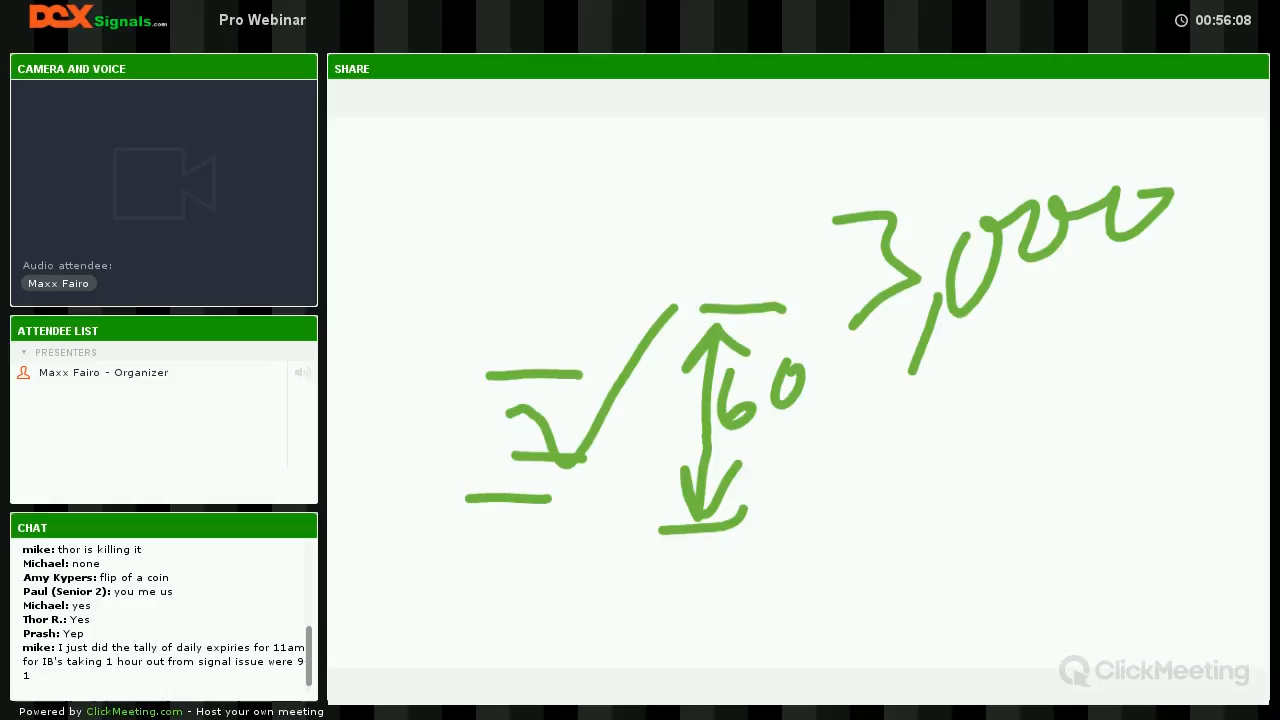 DCX Signals.com
Pro Webinar
00:56:08
CAMERA AND VOICE
Audio attendee:
Maxx Fairo
ATTENDEE LIST
PRESENTERS
Maxx Fairo - Organizer
CHAT
mike: thor is killing it
Michael: none
Amy Kypers: flip of a coin
Paul (Senior 2): you me us
Michael: yes
Thor R.: Yes
Prash: Yep
mike: I just did the tally of daily expiries for 11am
for IB's taking 1 hour out from signal issue were 9-
1
SHARE
3,000
60
ClickMeeting
Powered by ClickMeeting.com - Host your own meeting